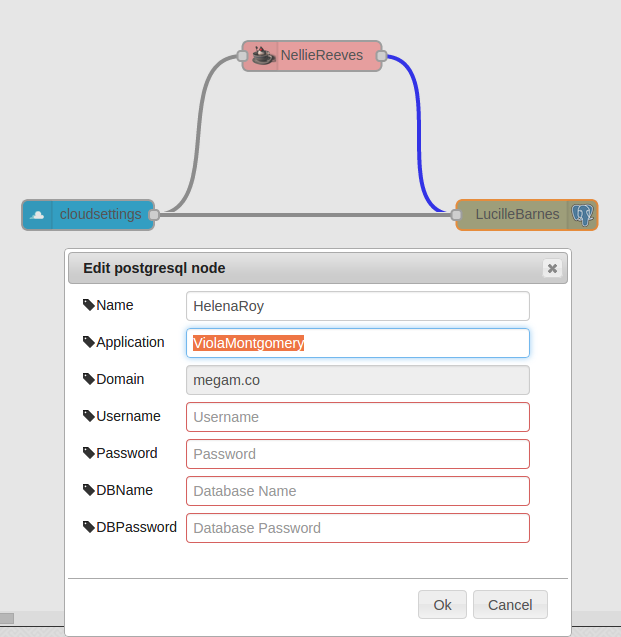 NellieReeves
cloudsettings
LucilleBarnes
Edit postgresql node
Name HelenaRoy
Application ViolaMontgomery
Domain megam.co
Username Username
Password Password
DBName Database Name
DBPassword Database Password
Ok Cancel